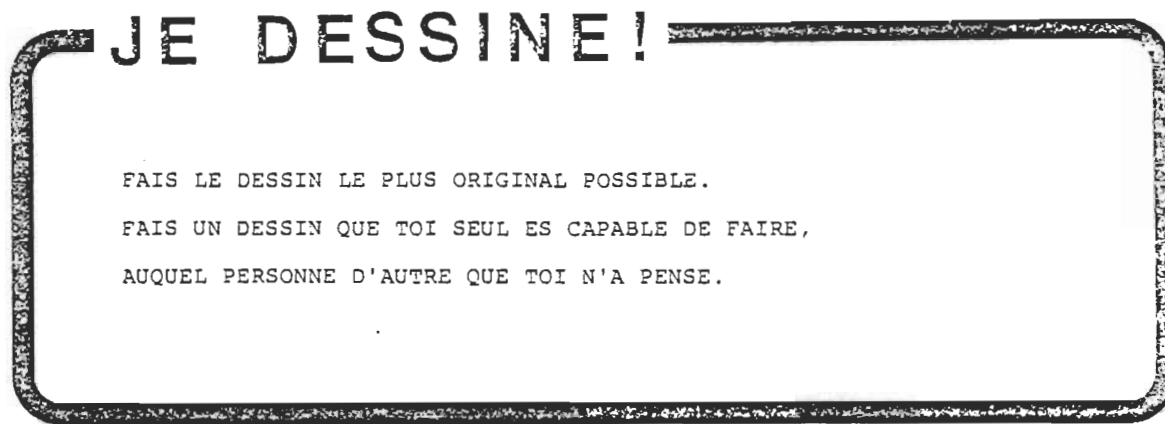 JE DESSINE!
FAIS LE DESSIN LE PLUS ORIGINAL POSSIBLE.
FAIS UN DESSIN QUE TOI SEUL ES CAPABLE DE FAIRE,
AUQUEL PERSONNE D'AUTRE QUE TOI N'A PENSE.